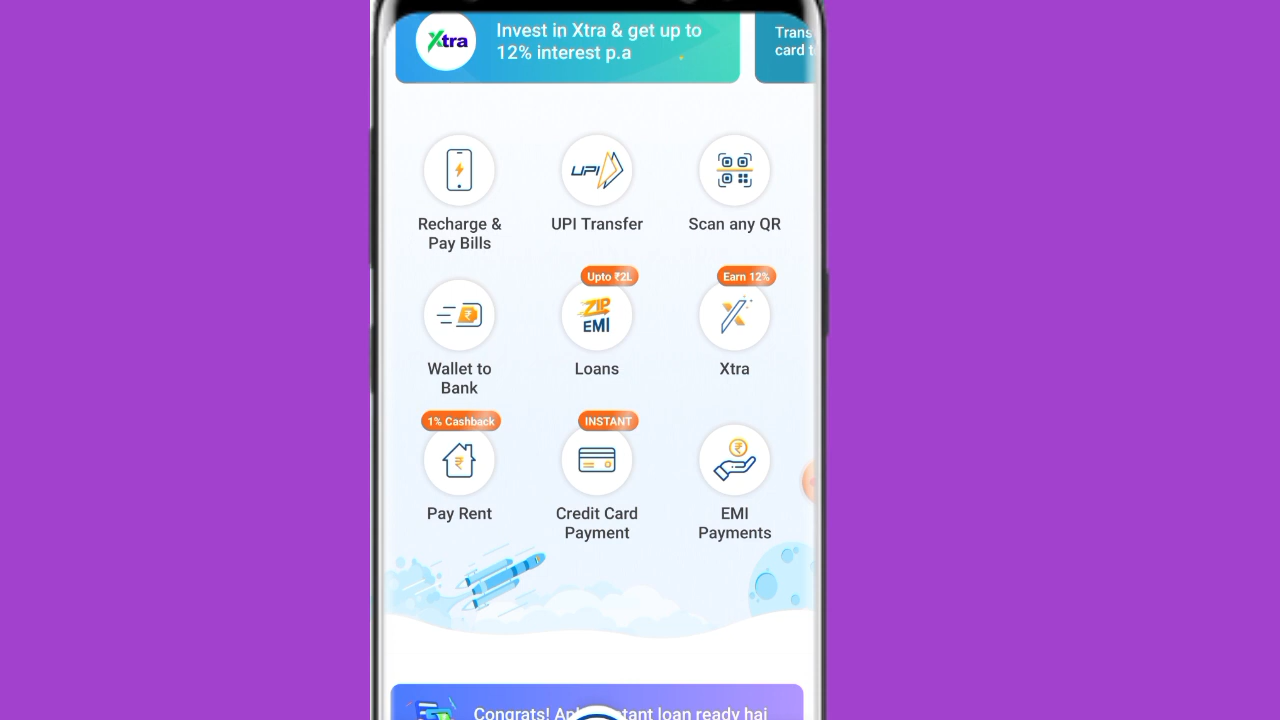 Xtra
Invest in Xtra & get up to
12% interest p.a
Trans
card t
Recharge &
Pay Bills
UPI
UPI Transfer
Scan any QR
Wallet to
Bank
Upto ₹2L
ZIP
EMI
Loans
Earn 12%
Xtra
1% Cashback
Pay Rent
INSTANT
Credit Card
Payment
EMI
Payments
Congrats! loan ready hai